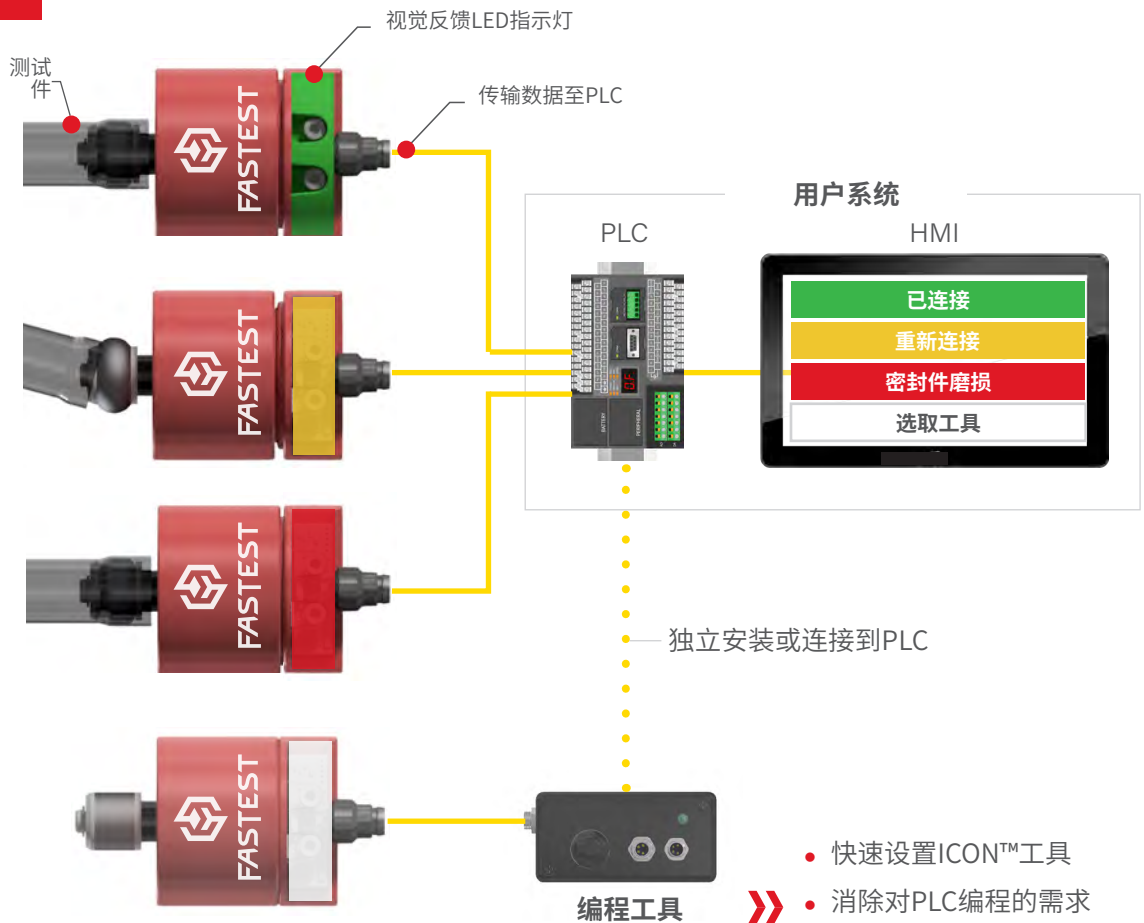 视觉反馈LED指示灯
测试
件
传输数据至PLC
FASTEST
用户系统
PLC
HMI
已连接
重新连接
密封件磨损
选取工具
BATTERY
PERIPHERAL
FASTEST
FASTEST
独立安装或连接到PLC
FASTEST
编程工具
• 快速设置ICON™工具
• 消除对PLC编程的需求